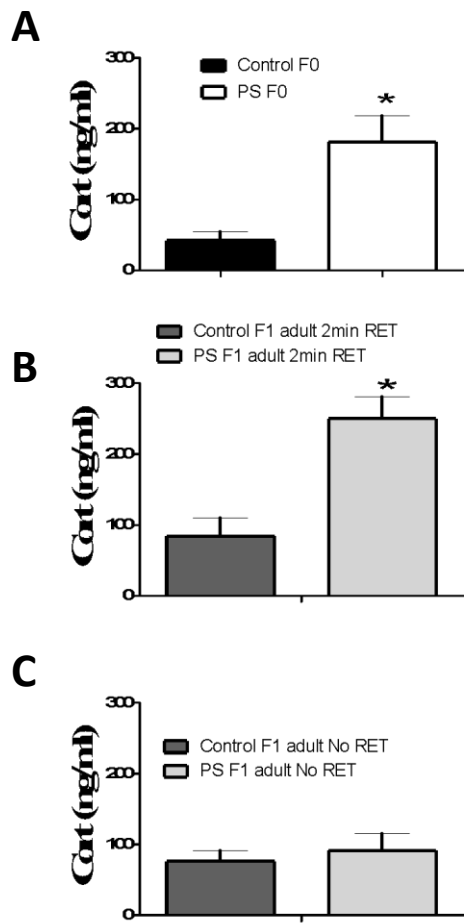 A
300
Control F0
PS F0
*
200
Cort (ng/ml)
100
0
Control F1 adult 2min RET
PS F1 adult 2min RET
B
300
*
200
Cort (ng/ml)
100
0
C
300
Control F1 adult No RET
PS F1 adult No RET
200
Cort (ng/ml)
100
0